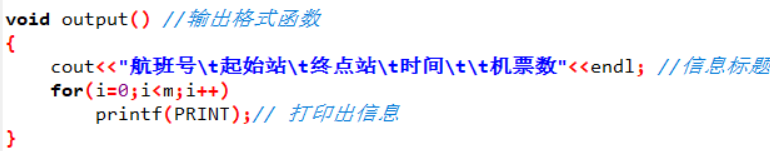 void output() //输出格式函数
{
    cout<<"航班号\t起始站\t终点站\t时间\t\t机票数"<<endl; //信息标题
    for(i=0;i<m;i++)
        printf(PRINT);// 打印出信息
}